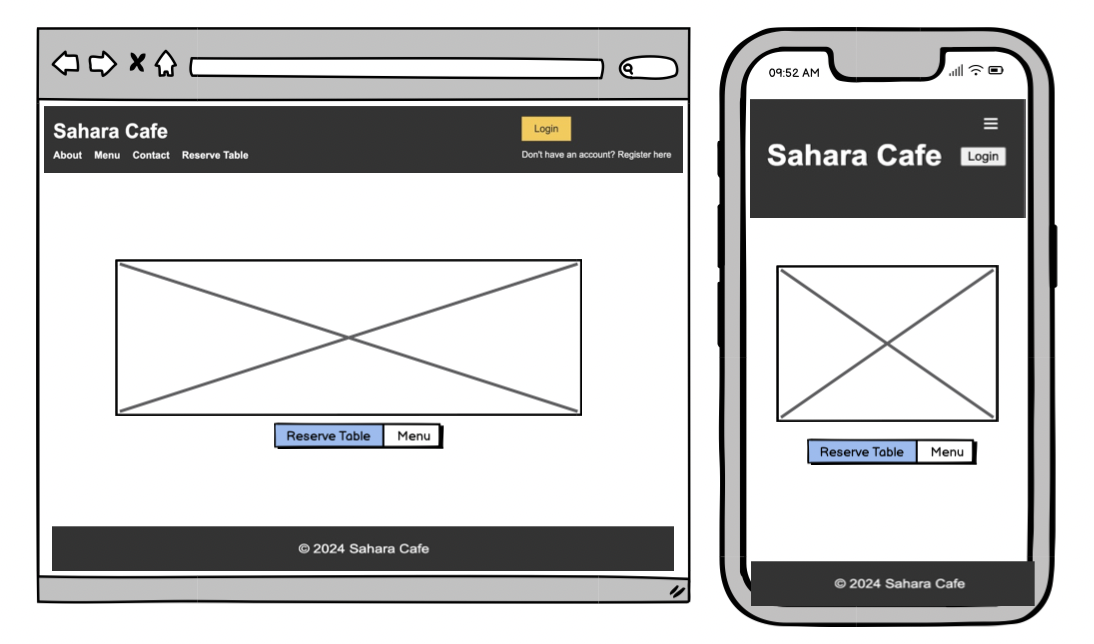 Sahara Cafe
Login
About Menu Contact Reserve Table
Don't have an account? Register here
Reserve Table Menu
© 2024 Sahara Cafe
09:52 AM
Sahara Cafe Login
Reserve Table Menu
© 2024 Sahara Cafe